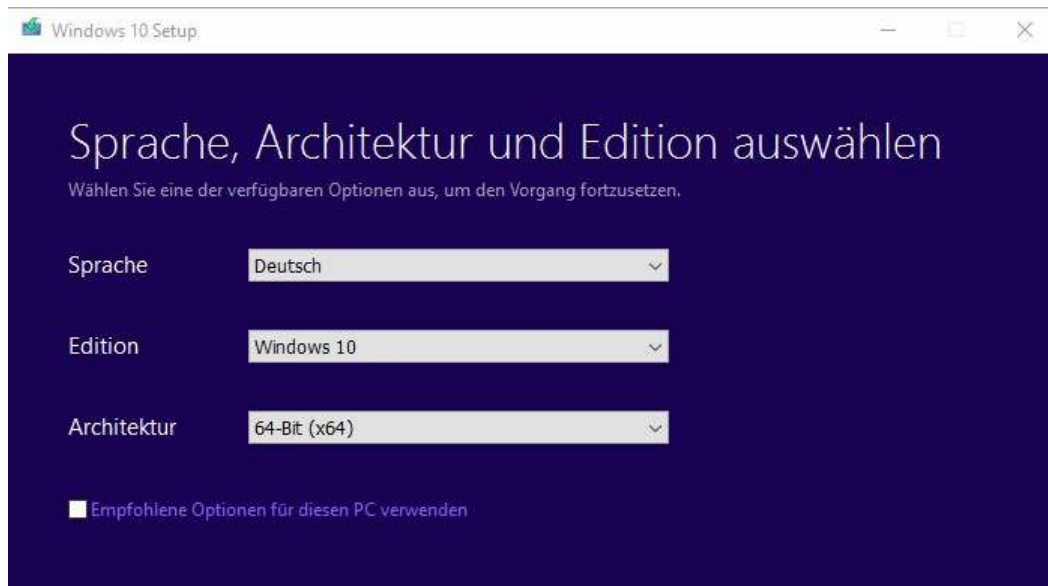 Windows 10 Setup
Sprache, Architektur und Edition auswählen
Wählen Sie eine der verfügbaren Optionen aus, um den Vorgang fortzusetzen.
Sprache Deutsch
Edition Windows 10
Architektur 64-Bit (x64)
Empfohlene Optionen für diesen PC verwenden